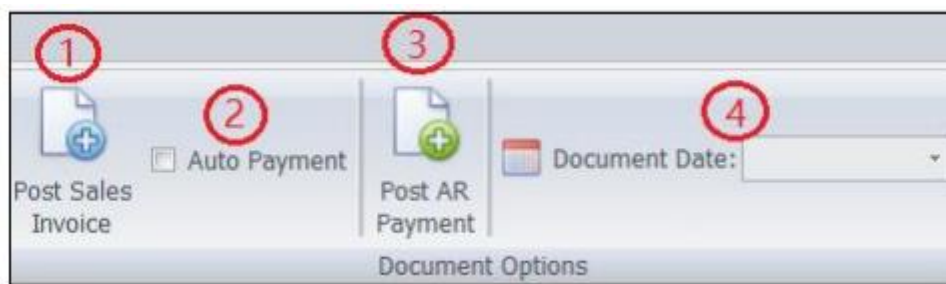 1
3
2
4
Auto Payment
Document Date:
Post Sales
Invoice
Post AR
Payment
Document Options